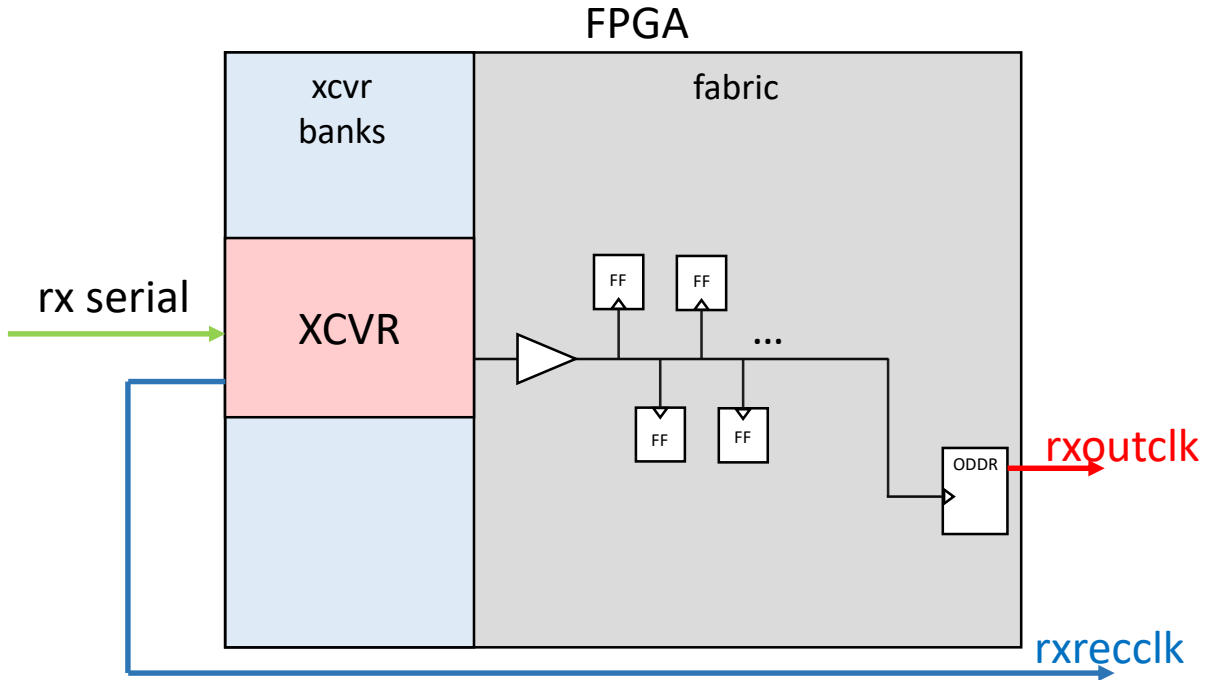 FPGA
xcvr
banks
fabric
rx serial
XCVR
FF
FF
...
FF
FF
ODDR
rxoutclk
rxrecclk